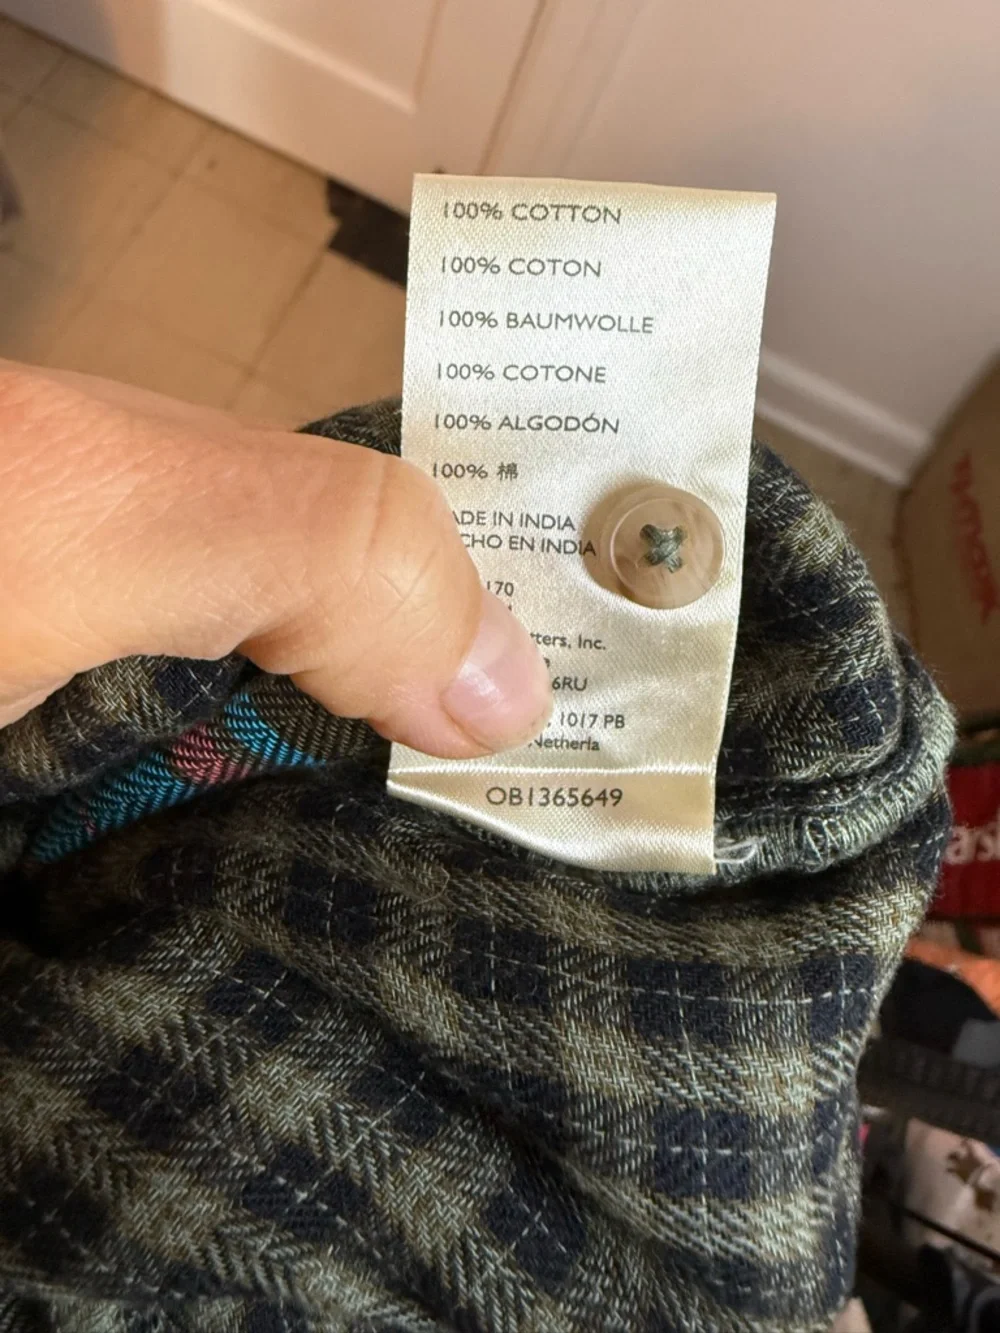 100% COTTON
100% COTON
100% BAUMWOLLE
100% COTONE
100% ALGODÓN
100% 棉
ADE IN INDIA
CHO EN INDIA
170
tters, Inc.
6RU
, 1017 PB
Netherla
OB1365649